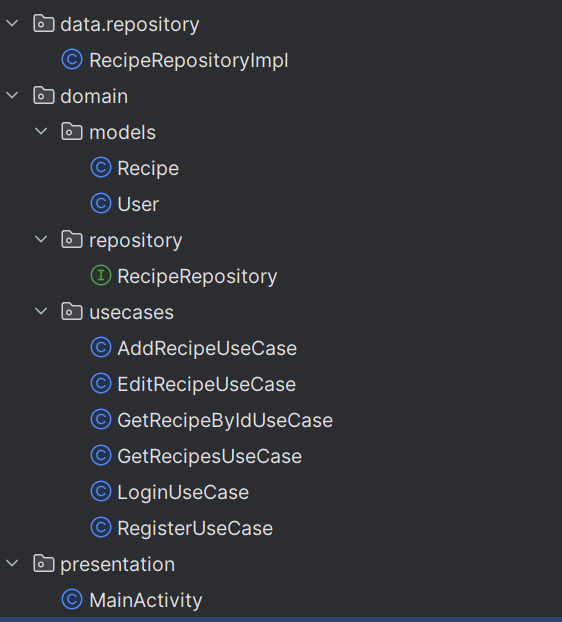 data.repository
C RecipeRepositoryImpl
domain
models
C Recipe
C User
repository
I RecipeRepository
usecases
C AddRecipeUseCase
C EditRecipeUseCase
C GetRecipeByIdUseCase
C GetRecipesUseCase
C LoginUseCase
C RegisterUseCase
presentation
C MainActivity